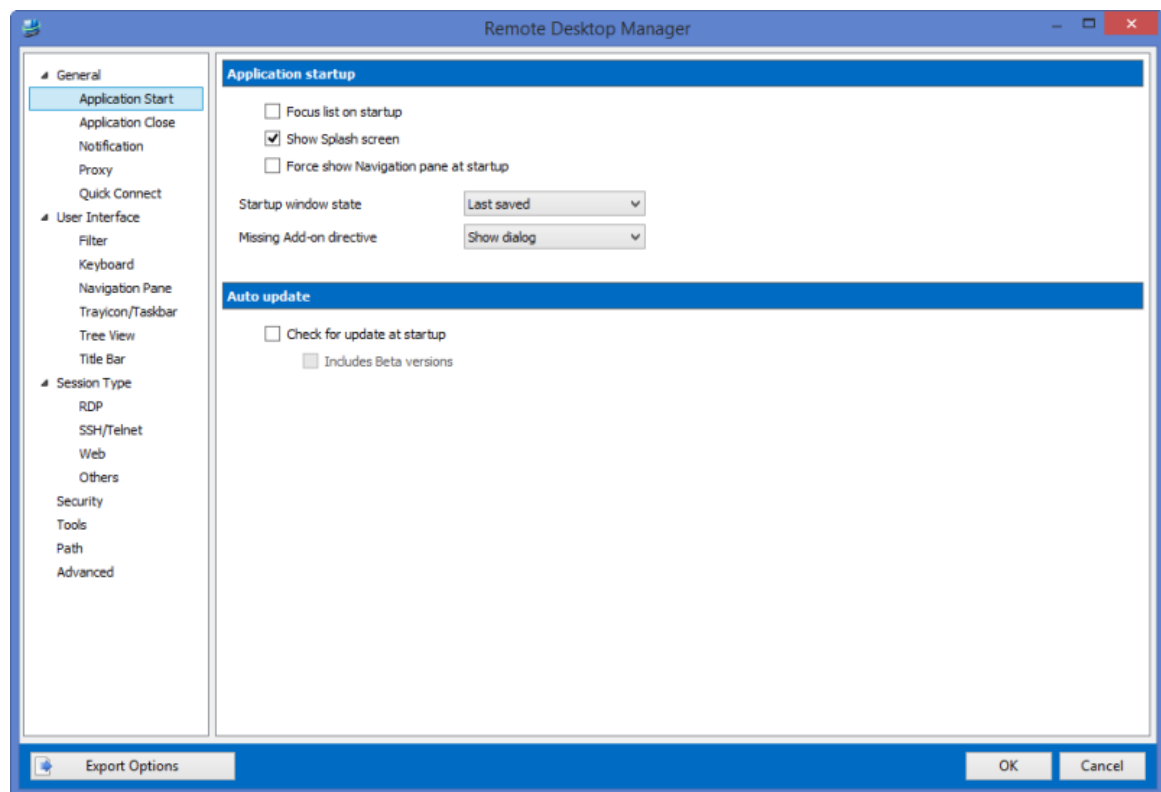 Remote Desktop Manager
General
Application Start
Application Close
Notification
Proxy
Quick Connect
User Interface
Filter
Keyboard
Navigation Pane
Trayicon/Taskbar
Tree View
Title Bar
Session Type
RDP
SSH/Telnet
Web
Others
Security
Tools
Path
Advanced
Application startup
Focus list on startup
Show Splash screen
Force show Navigation pane at startup
Startup window state Last saved
Missing Add-on directive Show dialog
Auto update
Check for update at startup
Includes Beta versions
Export Options
OK
Cancel